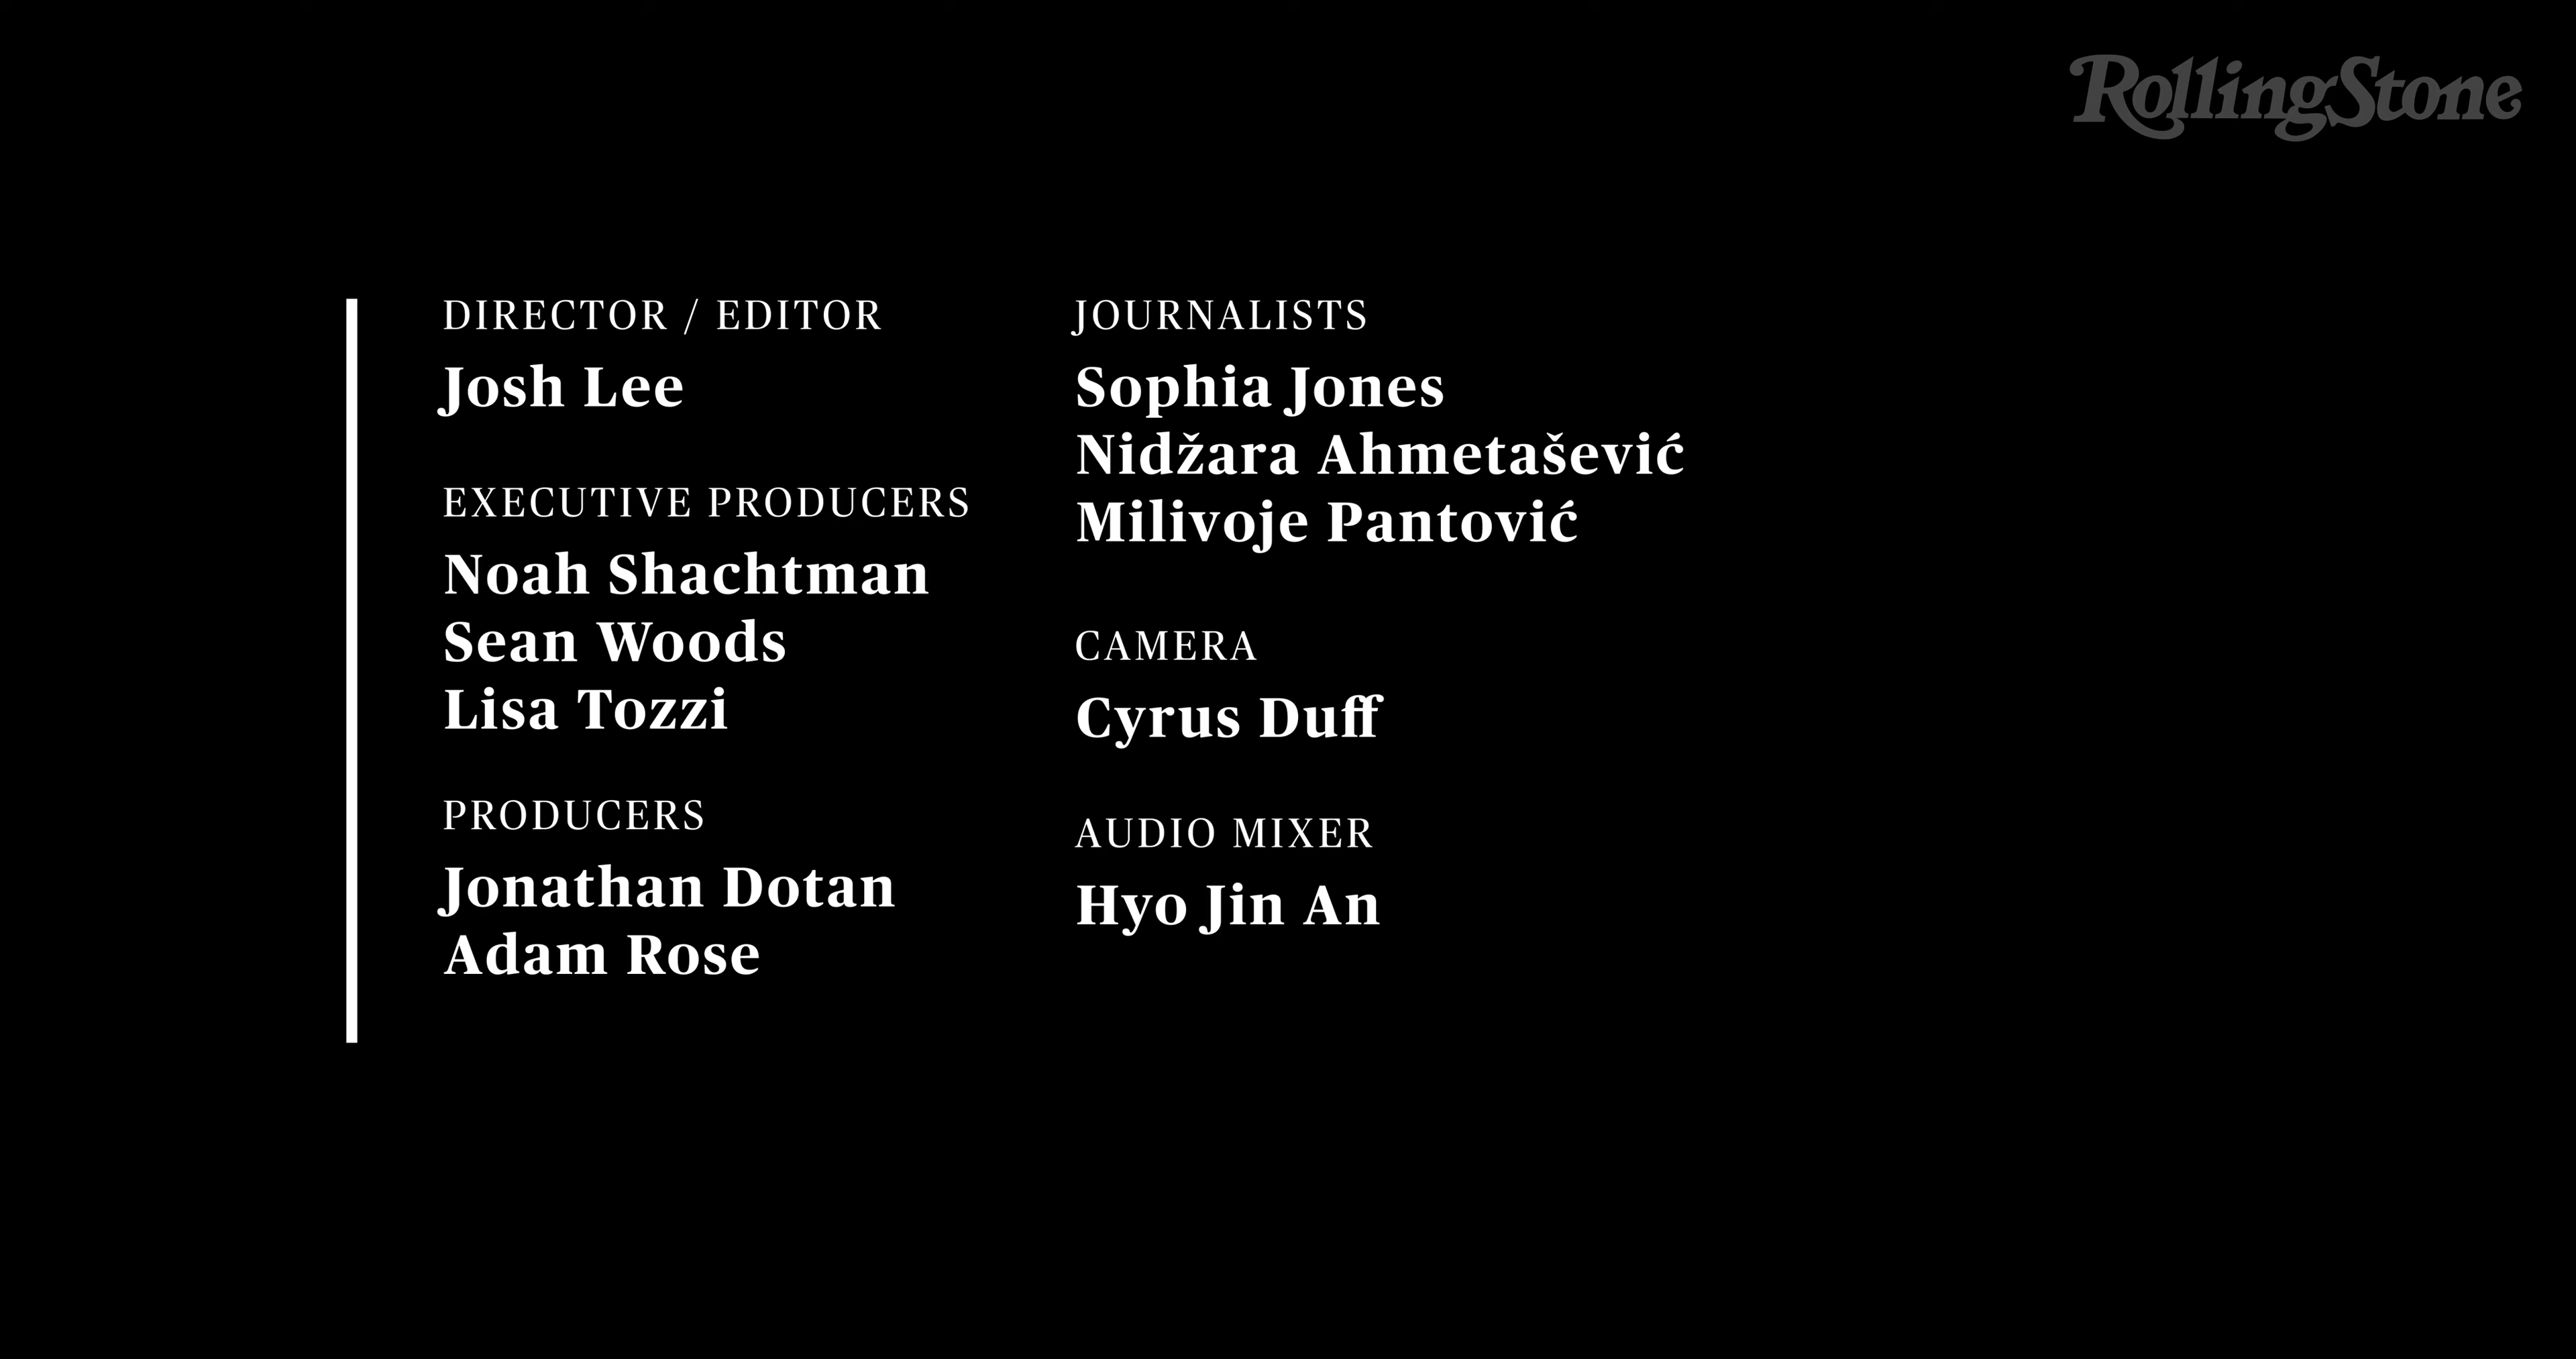 RollingStone
DIRECTOR / EDITOR
Josh Lee
EXECUTIVE PRODUCERS
Noah Shachtman
Sean Woods
Lisa Tozzi
PRODUCERS
Jonathan Dotan
Adam Rose
JOURNALISTS
Sophia Jones
Nidžara Ahmetašević
Milivoje Pantović
CAMERA
Cyrus Duff
AUDIO MIXER
Hyo Jin An